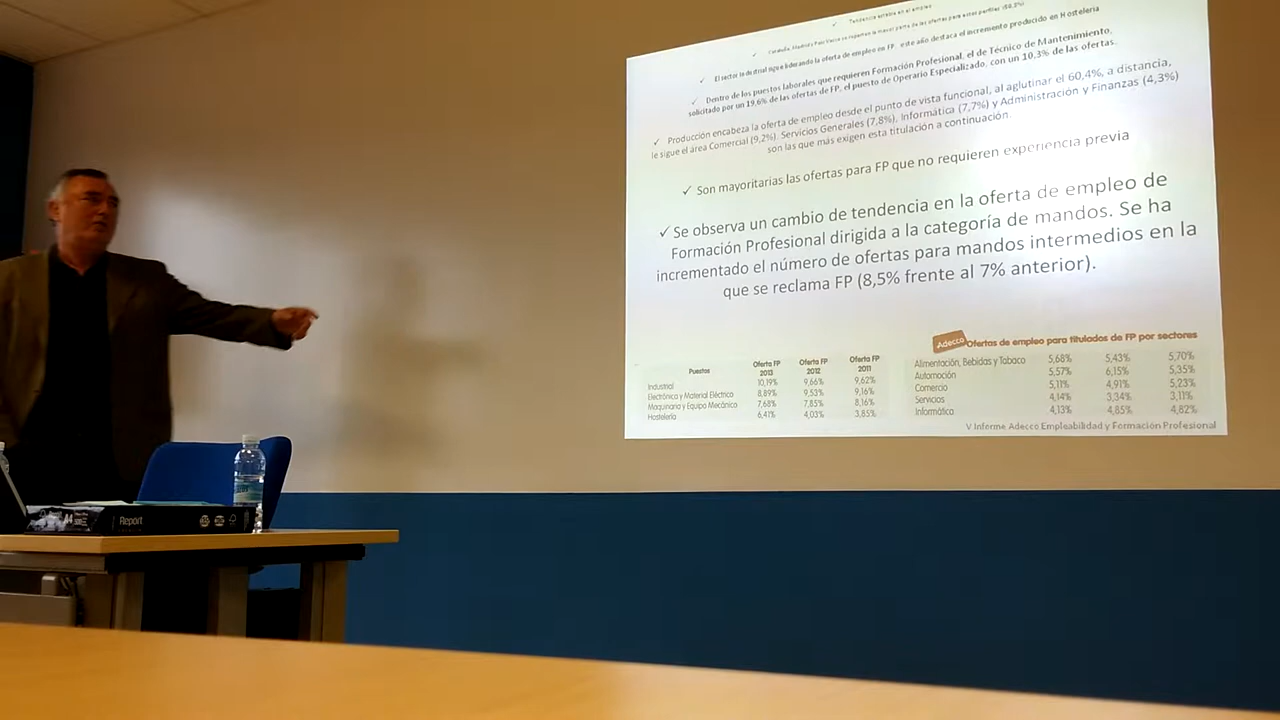 ✓ Tendencia estable en el empleo
✓ Cataluña, Madrid y País Vasco se reparten la mayor parte de las ofertas para estos perfiles
✓ El sector industrial sigue liderando la oferta de empleo en FP, este año destaca el incremento producido en Hostelería
✓ Dentro de los puestos laborales que requieren Formación Profesional, el de Técnico de Mantenimiento,
solicitado por un 19,6% de las ofertas de FP, el puesto de Operario Especializado, con un 10,3% de las ofertas.
✓ Producción encabeza la oferta de empleo desde el punto de vista funcional, al aglutinar el 60,4%, a distancia,
le sigue el área Comercial (9,2%). Servicios Generales (7,8%), Informática (7,7%) y Administración y Finanzas (4,3%)
son las que más exigen esta titulación a continuación.
✓ Son mayoritarias las ofertas para FP que no requieren experiencia previa
✓ Se observa un cambio de tendencia en la oferta de empleo de
Formación Profesional dirigida a la categoría de mandos. Se ha
incrementado el número de ofertas para mandos intermedios en la
que se reclama FP (8,5% frente al 7% anterior).
Puestos Oferta FP 2013 Oferta FP 2012 Oferta FP 2011
Industrial 10,19% 9,66% 9,62%
Electrónica y Material Eléctrico 8,89% 9,53% 9,16%
Maquinaria y Equipo Mecánico 7,68% 7,85% 8,16%
Hostelería 6,41% 4,03% 3,85%
Adecco Ofertas de empleo para titulados de FP por sectores
Alimentación, Bebidas y Tabaco 5,68% 5,43% 5,70%
Automoción 5,57% 6,15% 5,35%
Comercio 5,11% 4,91% 5,23%
Servicios 4,14% 3,34% 3,11%
Informática 4,13% 4,85% 4,82%
V Informe Adecco Empleabilidad y Formación Profesional
A4
Report